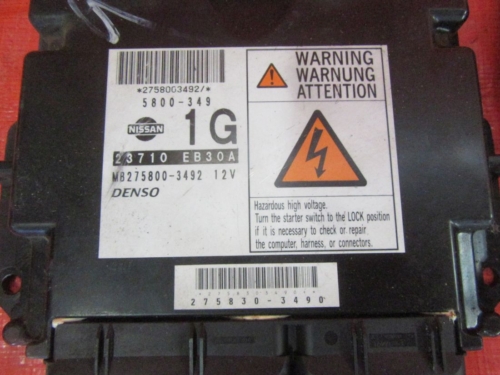 *2758003492/*
5800-349
NISSAN
1G
23710 EB30A
MB275800-3492 12V
DENSO
WARNING
WARNUNG
ATTENTION
Hazardous high voltage.
Turn the starter switch to the LOCK position
if it is necessary to check or repair
the computer, harness, or connectors.
275830-3490